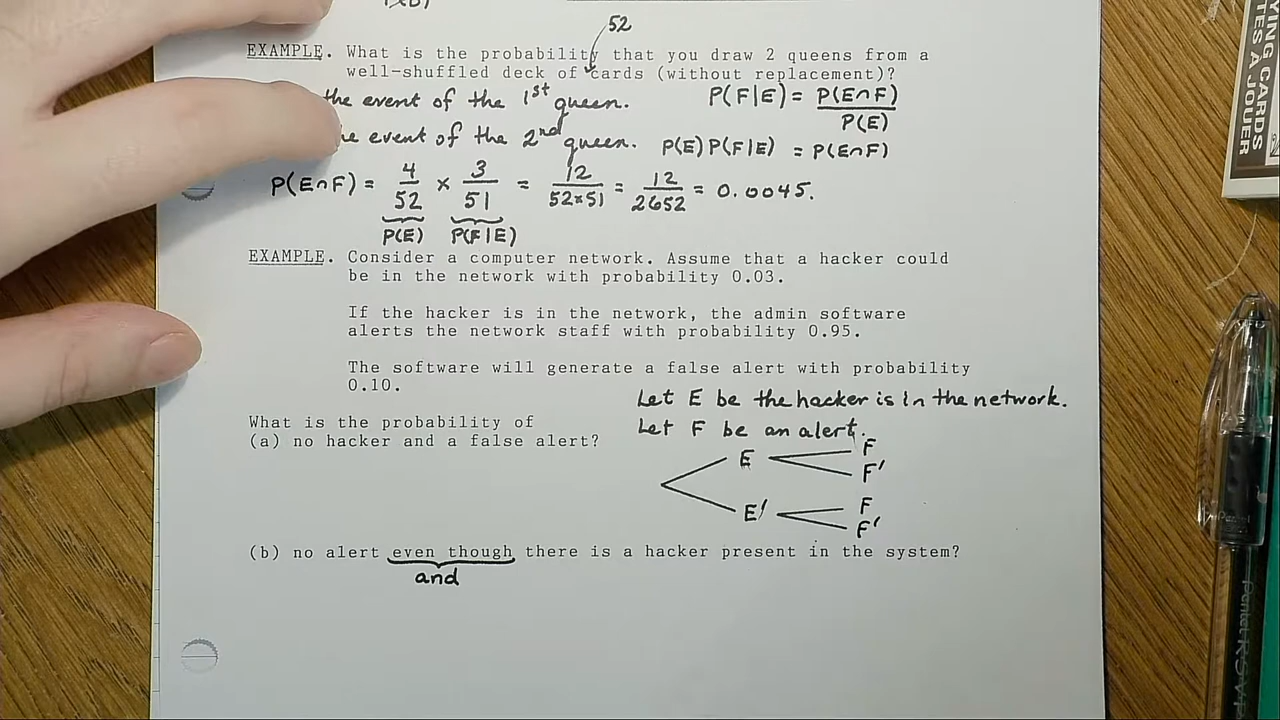 52
EXAMPLE. What is the probability that you draw 2 queens from a
well-shuffled deck of cards (without replacement)?
the event of the 1st queen. P(F|E) = P(E∩F) / P(E)
the event of the 2nd queen. P(E)P(F|E) = P(E∩F)
P(E∩F) = 4/52 × 3/51 = 12/52×51 = 12/2652 = 0.0045.
P(E) P(F|E)
EXAMPLE. Consider a computer network. Assume that a hacker could
be in the network with probability 0.03.
If the hacker is in the network, the admin software
alerts the network staff with probability 0.95.
The software will generate a false alert with probability
0.10.
Let E be the hacker is in the network.
What is the probability of
Let F be an alert.
(a) no hacker and a false alert?
E F
F'
E' F
F'
(b) no alert even though there is a hacker present in the system?
and
YING CARDS
TES A JOUER
Pentel
Pentel R.S.V.P.